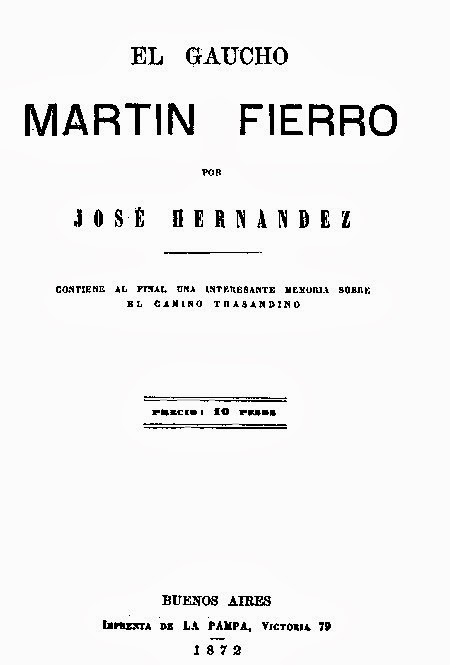 EL GAUCHO
MARTIN FIERRO
POR
JOSÉ HERNANDEZ
CONTIENE AL FINAL UNA INTERESANTE MEMORIA SOBRE
EL CAMINO TRASANDINO
PRECIO: 10 PESOS
BUENOS AIRES
IMPRENTA DE LA PAMPA, VICTORIA 79
1872